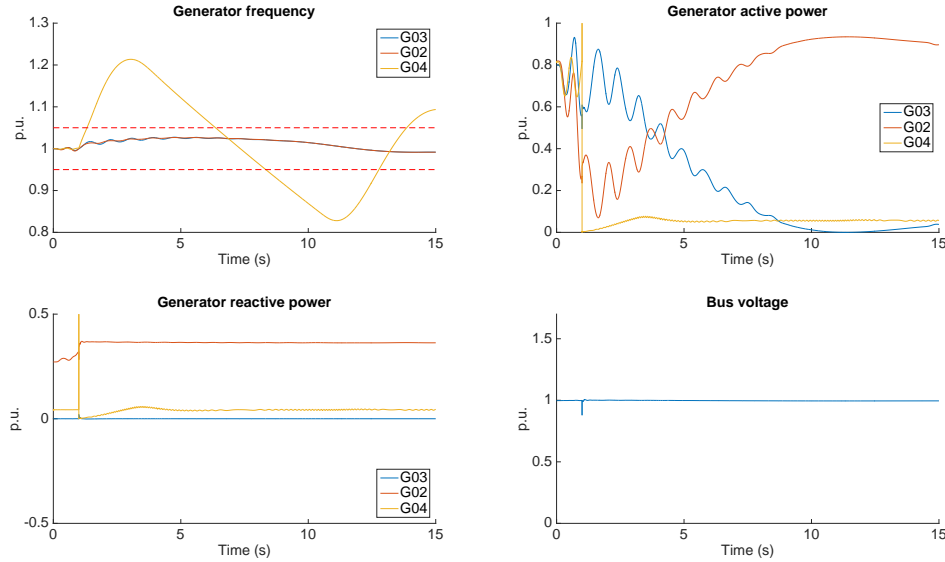 Generator frequency
1.3
1.2
1.1
1
0.9
0.8
p.u.
0
5
10
15
Time (s)
G03
G02
G04
Generator active power
1
0.8
0.6
0.4
0.2
0
p.u.
0
5
10
15
Time (s)
G03
G02
G04
Generator reactive power
0.5
0
-0.5
p.u.
0
5
10
15
Time (s)
G03
G02
G04
Bus voltage
1.5
1
0.5
0
p.u.
0
5
10
15
Time (s)